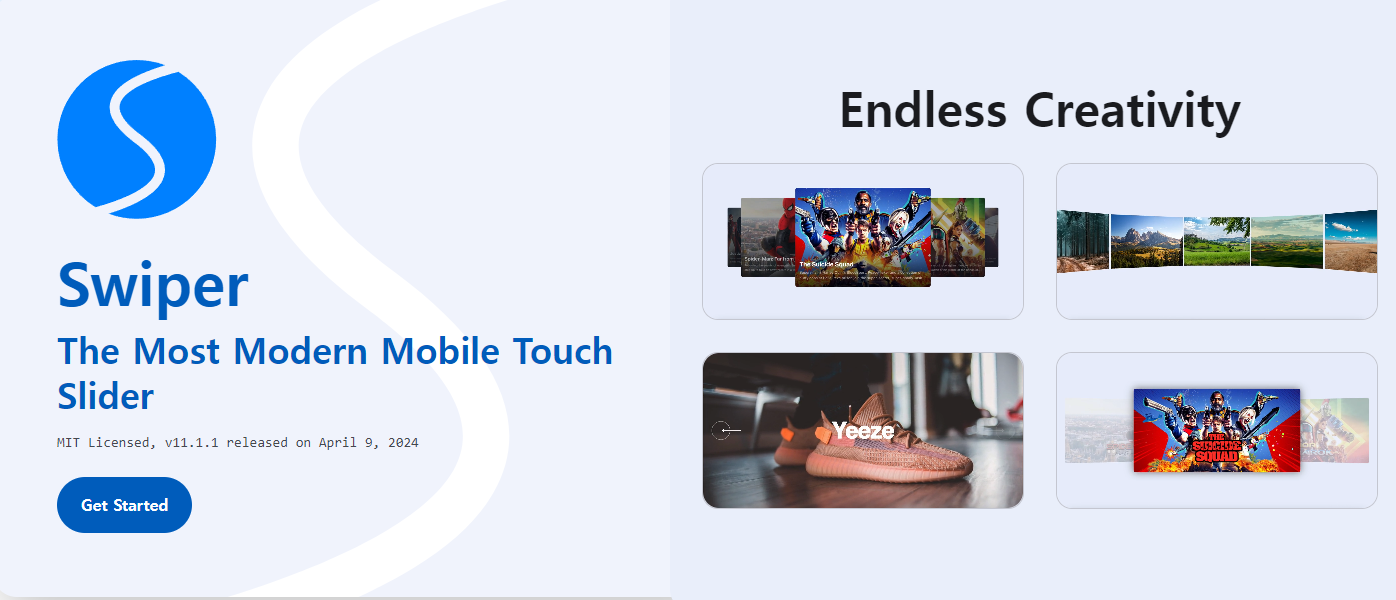 Swiper
The Most Modern Mobile Touch
Slider
MIT Licensed, v11.1.1 released on April 9, 2024
Get Started
Endless Creativity
The Suicide Squad
Yeeze
THE
SUICIDE
SQUAD